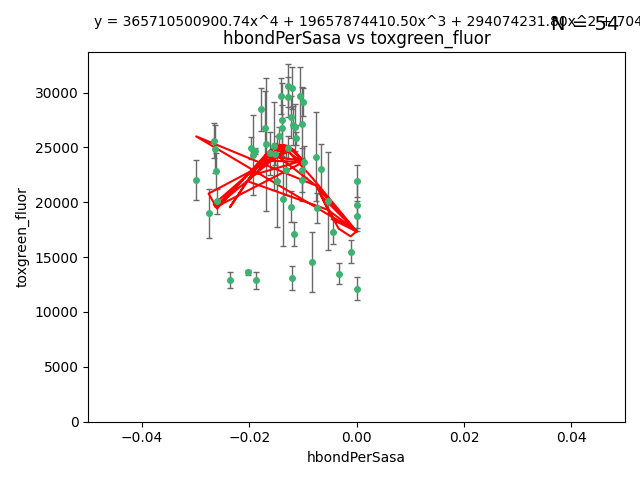 y = 365710500900.74x^4 + 19657874410.50x^3 + 294074231.80x^2 + 704
N = 54
hbondPerSasa vs toxgreen_fluor
30000
25000
20000
15000
10000
5000
0
toxgreen_fluor
−0.04 −0.02 0.00 0.02 0.04
hbondPerSasa